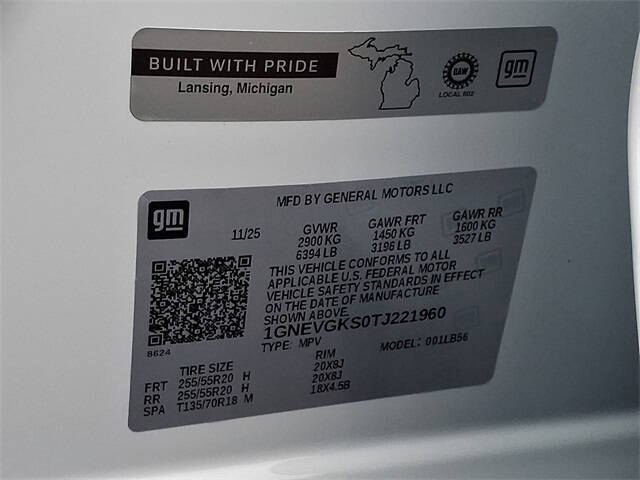 BUILT WITH PRIDE
Lansing, Michigan
UAW
LOCAL 602
gm
gm
MFD BY GENERAL MOTORS LLC
11/25
GVWR GAWR FRT GAWR RR
2900 KG 1450 KG 1600 KG
6394 LB 3196 LB 3527 LB
THIS VEHICLE CONFORMS TO ALL
APPLICABLE U.S. FEDERAL MOTOR
VEHICLE SAFETY STANDARDS IN EFFECT
ON THE DATE OF MANUFACTURE
SHOWN ABOVE.
1GNEVGKS0TJ221960
TYPE: MPV MODEL: 001LB56
8624
TIRE SIZE RIM
FRT 255/55R20 H 20X8J
RR 255/55R20 H 20X8J
SPA T135/70R18 M 18X4.5B